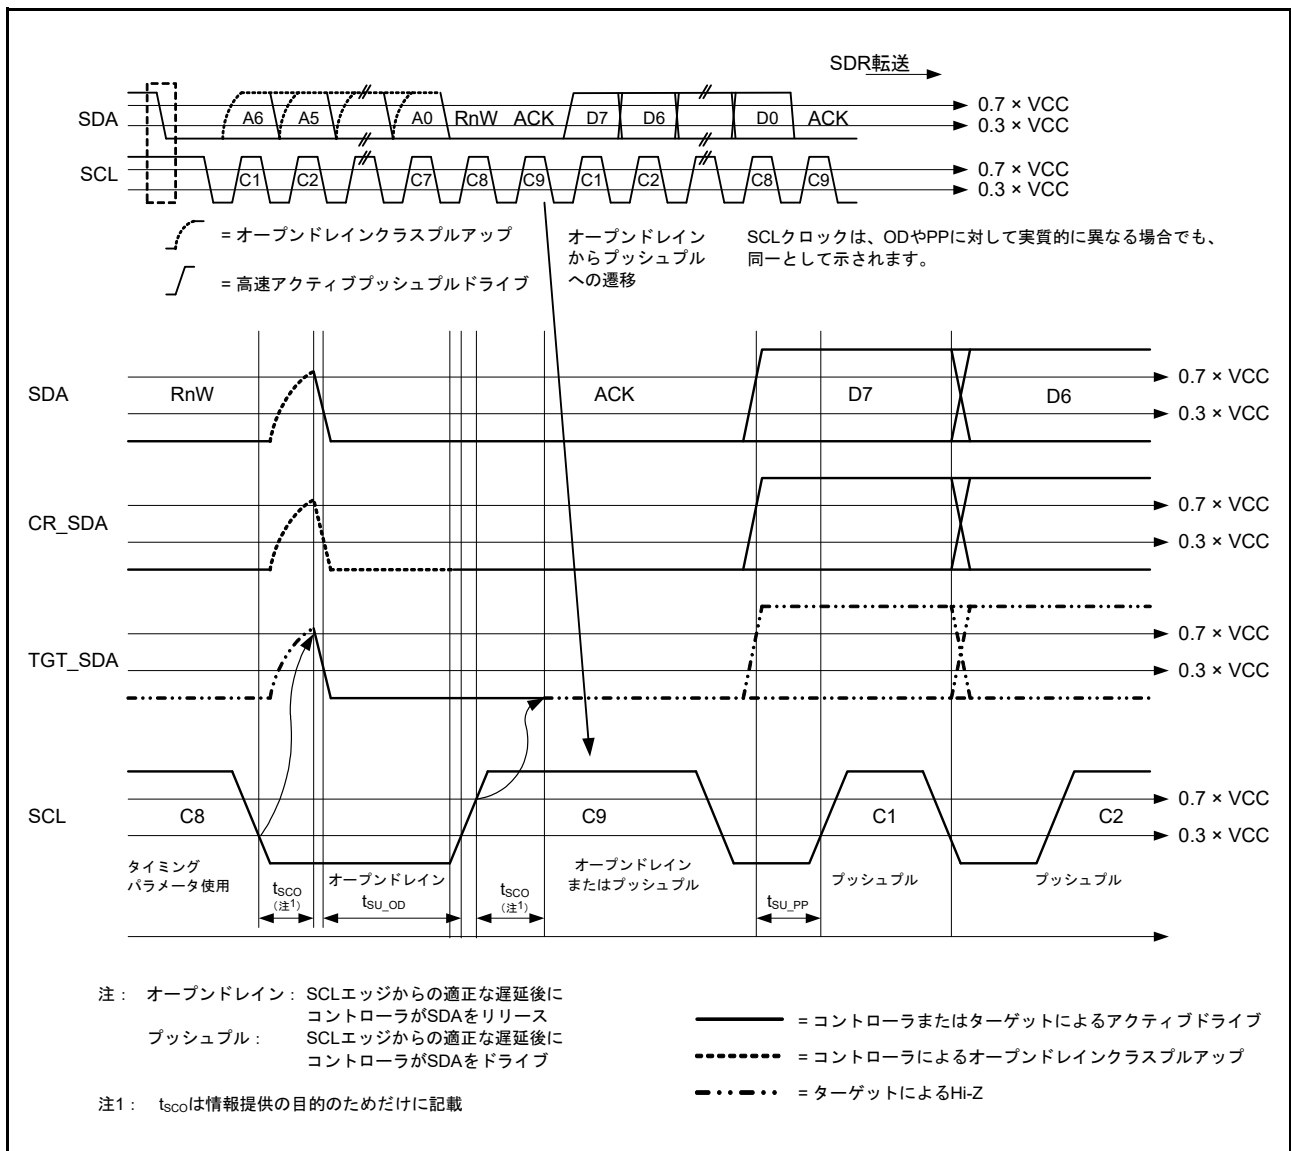 SDR転送
SDA A6 A5 A0 RnW ACK D7 D6 D0 ACK
0.7 × VCC
0.3 × VCC
SCL C1 C2 C7 C8 C9 C1 C2 C8 C9
0.7 × VCC
0.3 × VCC
= オープンドレインクラスプルアップ
= 高速アクティブプッシュプルドライブ
オープンドレイン
からプッシュプル
への遷移
SCLクロックは、ODやPPに対して実質的に異なる場合でも、
同一として示されます。
SDA RnW ACK D7 D6
0.7 × VCC
0.3 × VCC
CR_SDA
0.7 × VCC
0.3 × VCC
TGT_SDA
0.7 × VCC
0.3 × VCC
SCL C8 C9 C1 C2
0.7 × VCC
0.3 × VCC
タイミング
パラメータ使用
tSCO
(注1)
オープンドレイン
tSU_OD
tSCO
(注1)
オープンドレイン
またはプッシュプル
tSU_PP
プッシュプル
プッシュプル
注： オープンドレイン： SCLエッジからの適正な遅延後に
コントローラがSDAをリリース
プッシュプル： SCLエッジからの適正な遅延後に
コントローラがSDAをドライブ
注1： tSCOは情報提供の目的のためだけに記載
= コントローラまたはターゲットによるアクティブドライブ
= コントローラによるオープンドレインクラスプルアップ
= ターゲットによるHi-Z